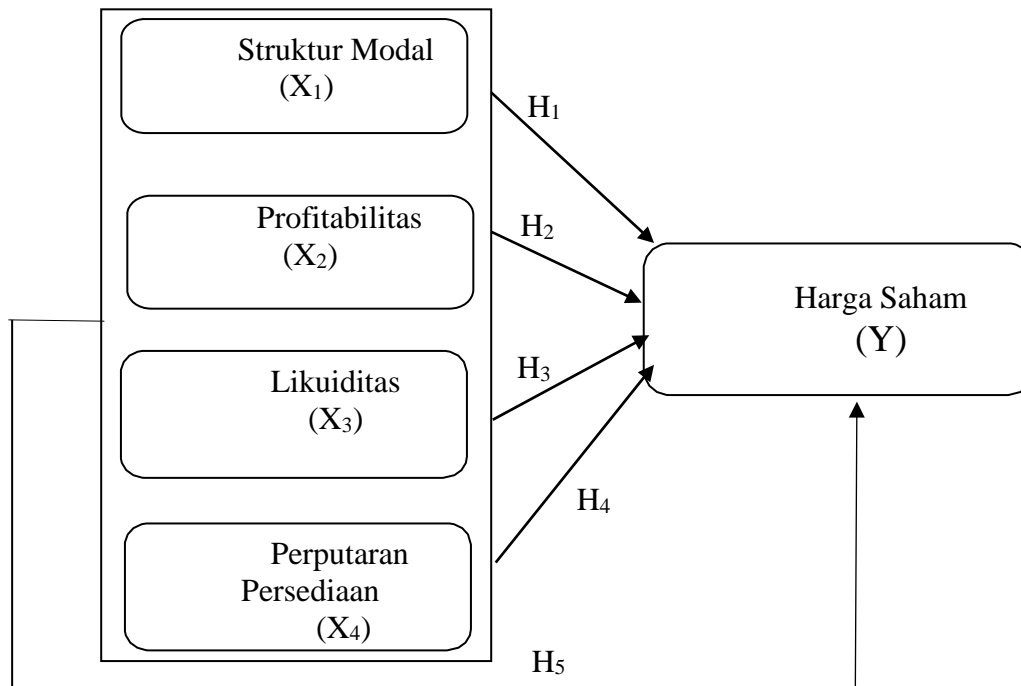 Struktur Modal
(X₁)
H₁
Profitabilitas
(X₂)
H₂
Harga Saham
(Y)
Likuiditas
(X₃)
H₃
H₄
Perputaran
Persediaan
(X₄)
H₅